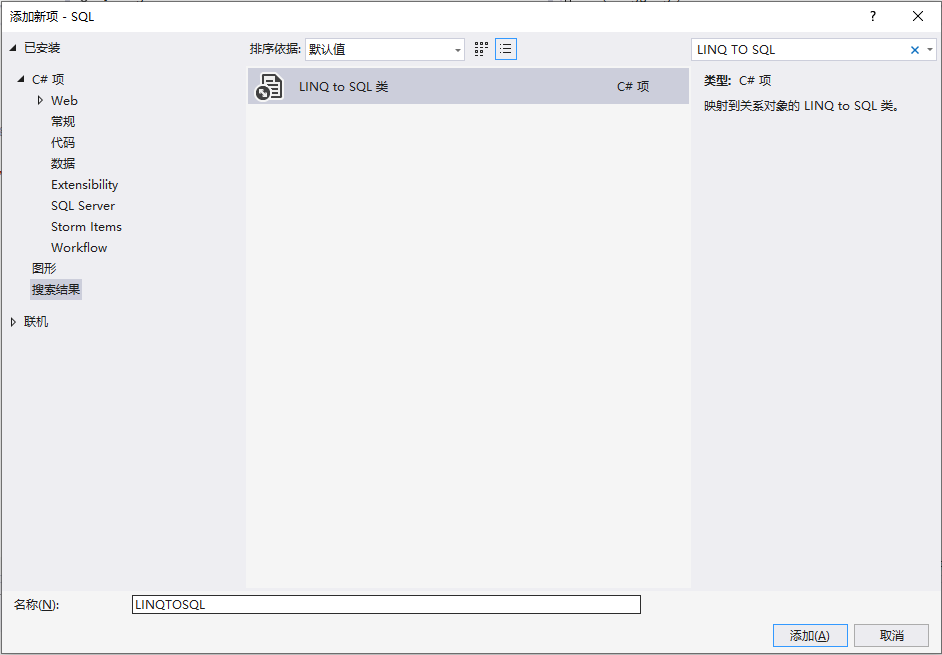 添加新项 - SQL
?
已安装
排序依据: 默认值
LINQ TO SQL
C# 项
Web
常规
代码
数据
Extensibility
SQL Server
Storm Items
Workflow
图形
搜索结果
联机
LINQ to SQL 类 C# 项
类型: C# 项
映射到关系对象的 LINQ to SQL 类。
名称(N): LINQTOSQL
添加(A) 取消